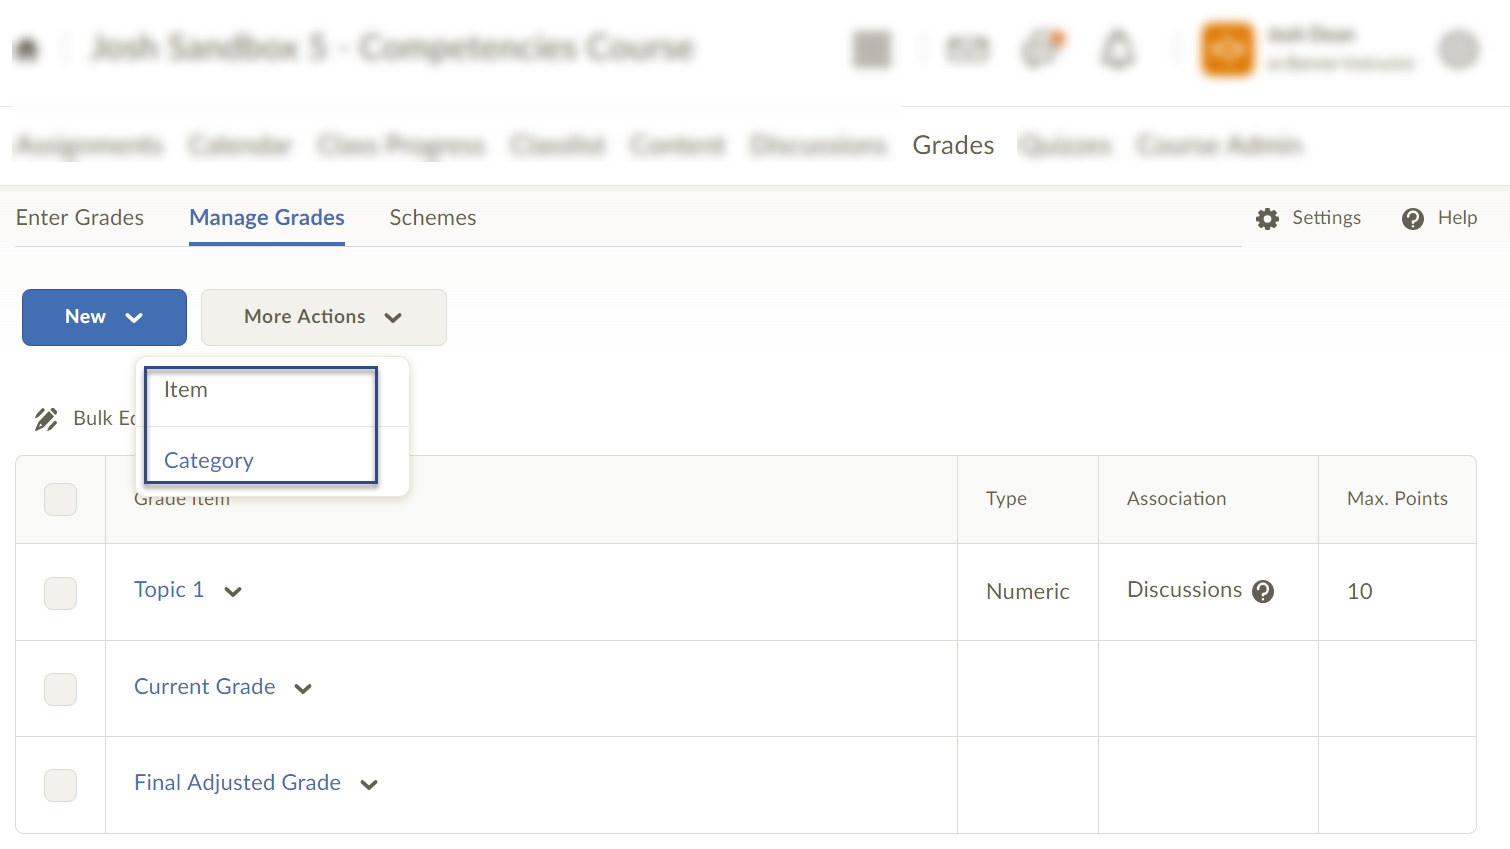 Josh Sandbox 5 - Competencies Course
Assignments Calendar Class Progress Classlist Content Discussions Grades Quizzes Course Admin
Enter Grades Manage Grades Schemes Settings Help
New More Actions
Item
Bulk
Category
Grade Item Type Association Max. Points
Topic 1 Numeric Discussions 10
Current Grade
Final Adjusted Grade